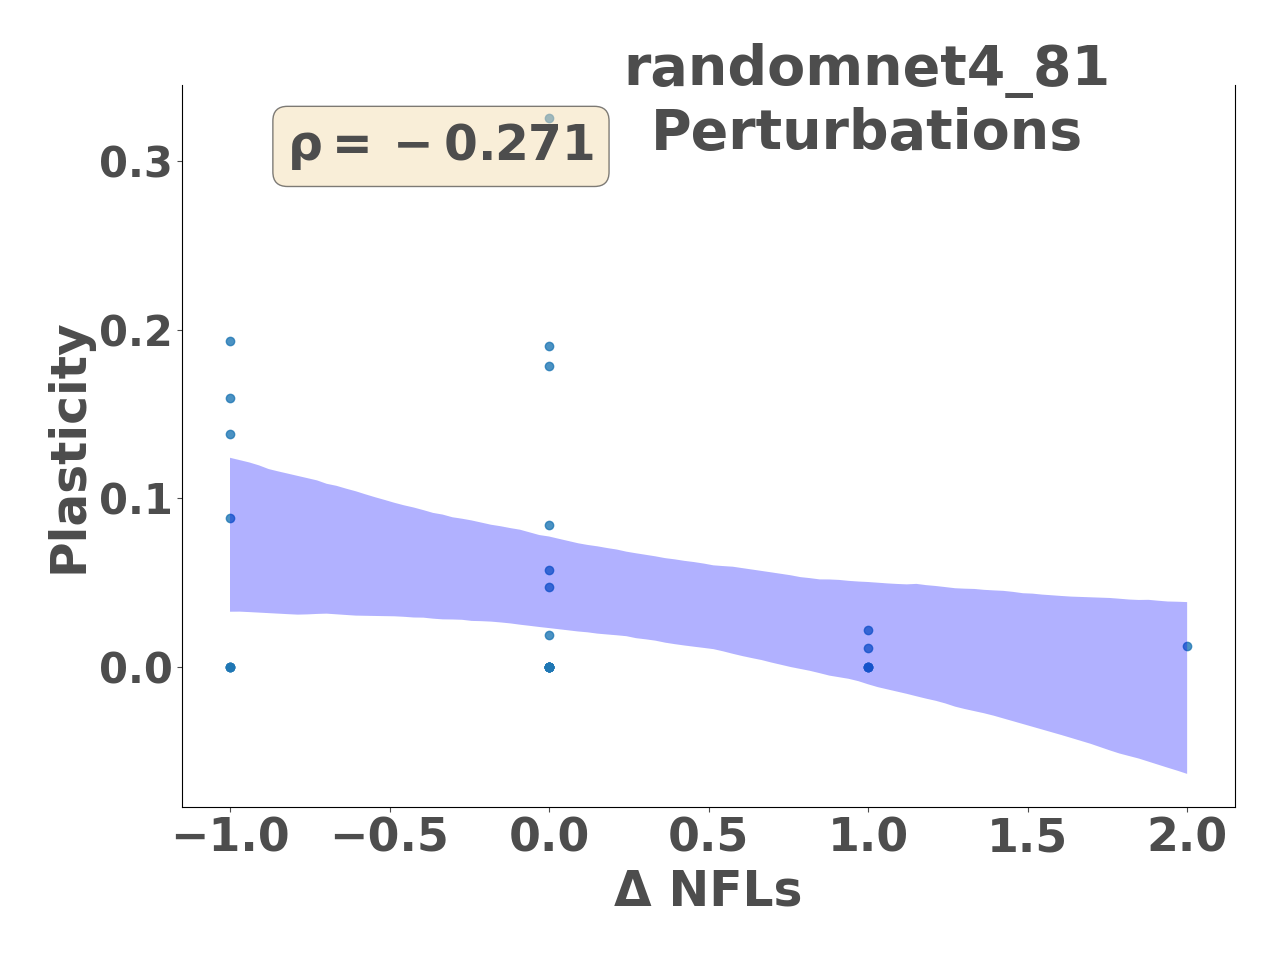 randomnet4_81
Perturbations
ρ = − 0.271
Plasticity
0.3
0.2
0.1
0.0
−1.0 −0.5 0.0 0.5 1.0 1.5 2.0
Δ NFLs